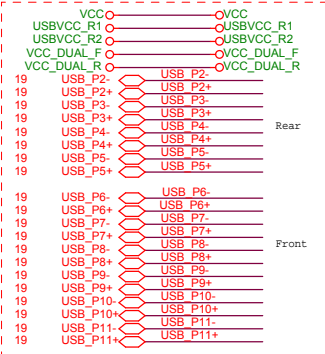 VCC VCC
USBVCC_R1 USBVCC_R1
USBVCC_R2 USBVCC_R2
VCC_DUAL_F VCC_DUAL_F
VCC_DUAL_R VCC_DUAL_R
19 USB_P2- USB_P2-
19 USB_P2+ USB_P2+
19 USB_P3- USB_P3-
19 USB_P3+ USB_P3+
19 USB_P4- USB_P4-
Rear
19 USB_P4+ USB_P4+
19 USB_P5- USB_P5-
19 USB_P5+ USB_P5+
19 USB_P6- USB_P6-
19 USB_P6+ USB_P6+
19 USB_P7- USB_P7-
19 USB_P7+ USB_P7+
19 USB_P8- USB_P8-
Front
19 USB_P8+ USB_P8+
19 USB_P9- USB_P9-
19 USB_P9+ USB_P9+
19 USB_P10- USB_P10-
19 USB_P10+ USB_P10+
19 USB_P11- USB_P11-
19 USB_P11+ USB_P11+